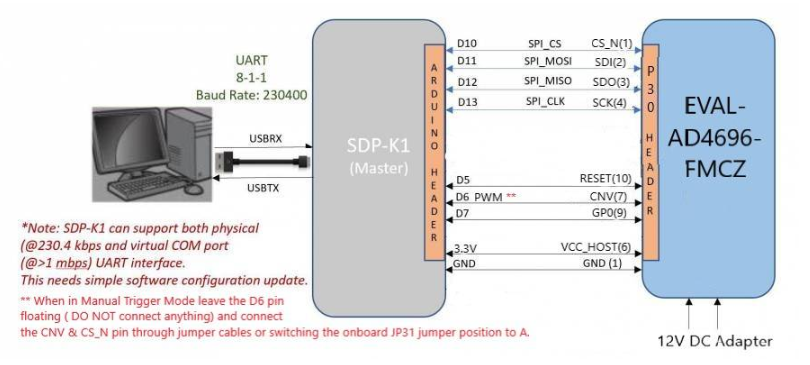 UART
8-1-1
Baud Rate: 230400
USBRX
USBTX
SDP-K1
(Master)
ARDUINO HEADER
D10 SPI_CS CS_N(1)
D11 SPI_MOSI SDI(2)
D12 SPI_MISO SDO(3)
D13 SPI_CLK SCK(4)
D5 RESET(10)
D6 PWM ** CNV(7)
D7 GP0(9)
3.3V VCC_HOST(6)
GND GND (1)
P30 HEADER
EVAL-
AD4696-
FMCZ
12V DC Adapter
*Note: SDP-K1 can support both physical
(@230.4 kbps and virtual COM port
(@>1 mbps) UART interface.
This needs simple software configuration update.
** When in Manual Trigger Mode leave the D6 pin
floating ( DO NOT connect anything) and connect
the CNV & CS_N pin through jumper cables or switching the onboard JP31 jumper position to A.